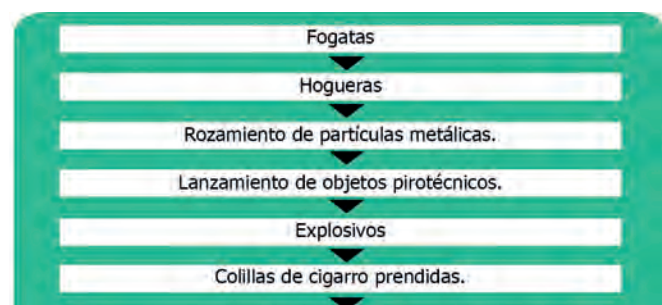 Fogatas
Hogueras
Rozamiento de partículas metálicas.
Lanzamiento de objetos pirotécnicos.
Explosivos
Colillas de cigarro prendidas.